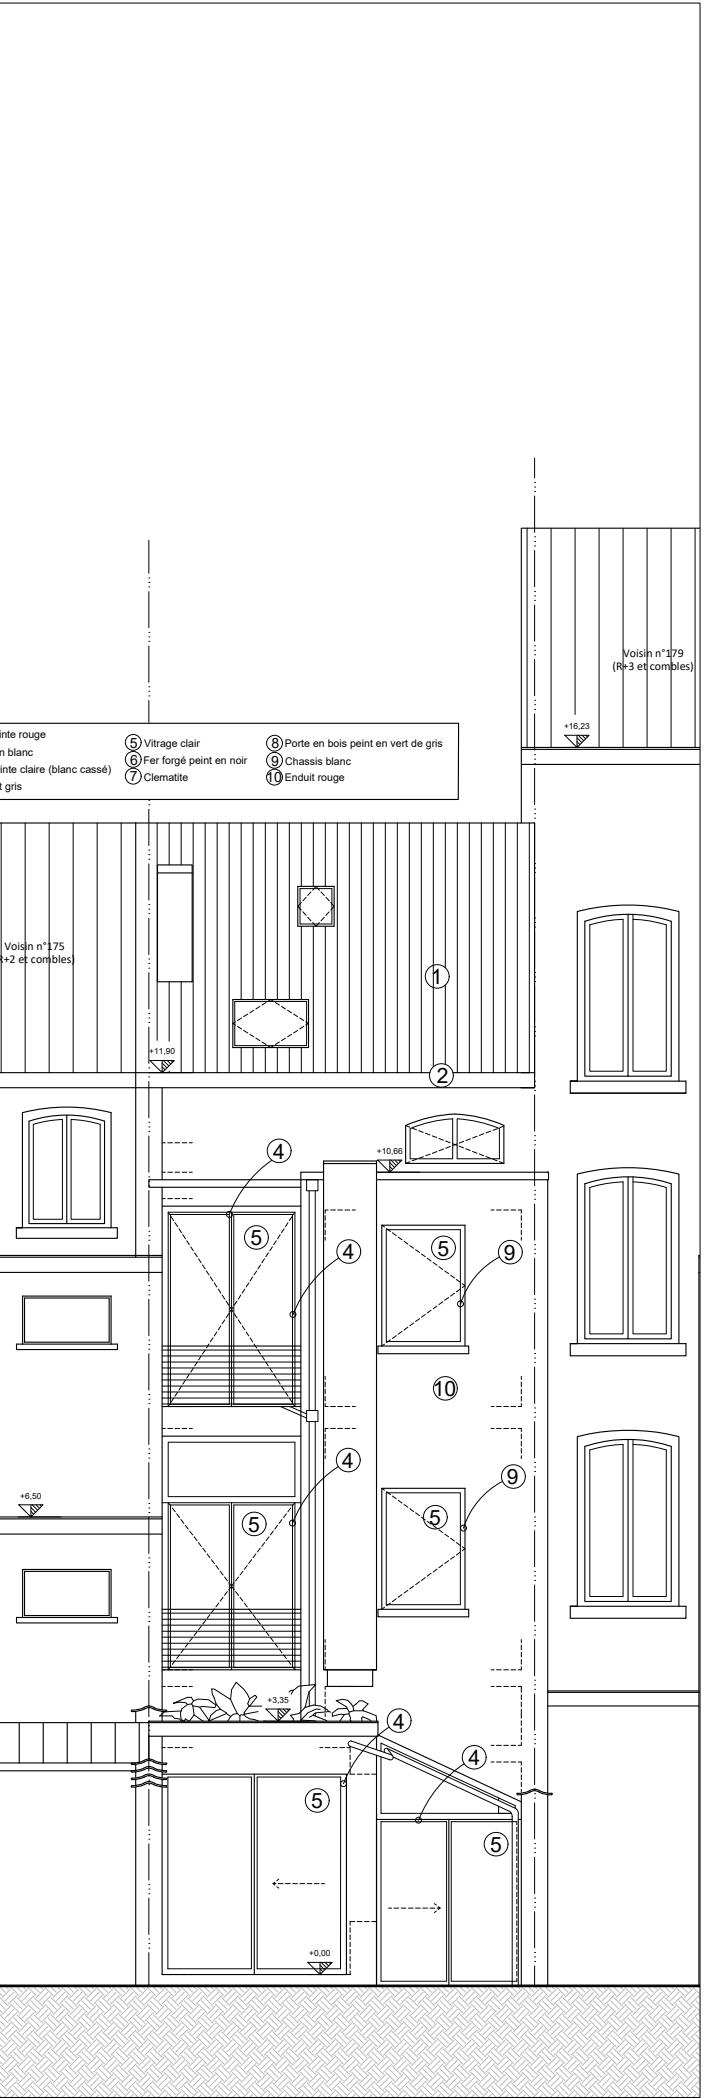 Voisin n°179
(R+3 et combles)
+16,23
inte rouge
n blanc
inte claire (blanc cassé)
t gris
5 Vitrage clair
6 Fer forgé peint en noir
7 Clematite
8 Porte en bois peint en vert de gris
9 Chassis blanc
10 Enduit rouge
Voisin n°175
R+2 et combles)
1
+11,90
2
4
+10,66
5
5
4
9
10
4
9
+6,50
5
5
+3,35
4
4
5
5
+0,00